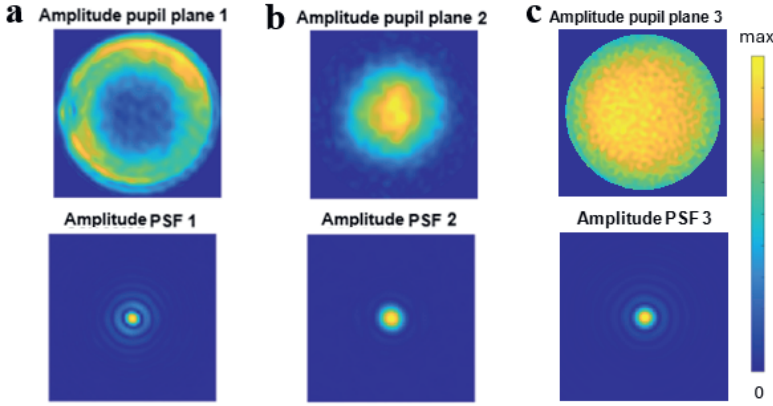 a
Amplitude pupil plane 1
b
Amplitude pupil plane 2
c
Amplitude pupil plane 3
max
Amplitude PSF 1
Amplitude PSF 2
Amplitude PSF 3
0